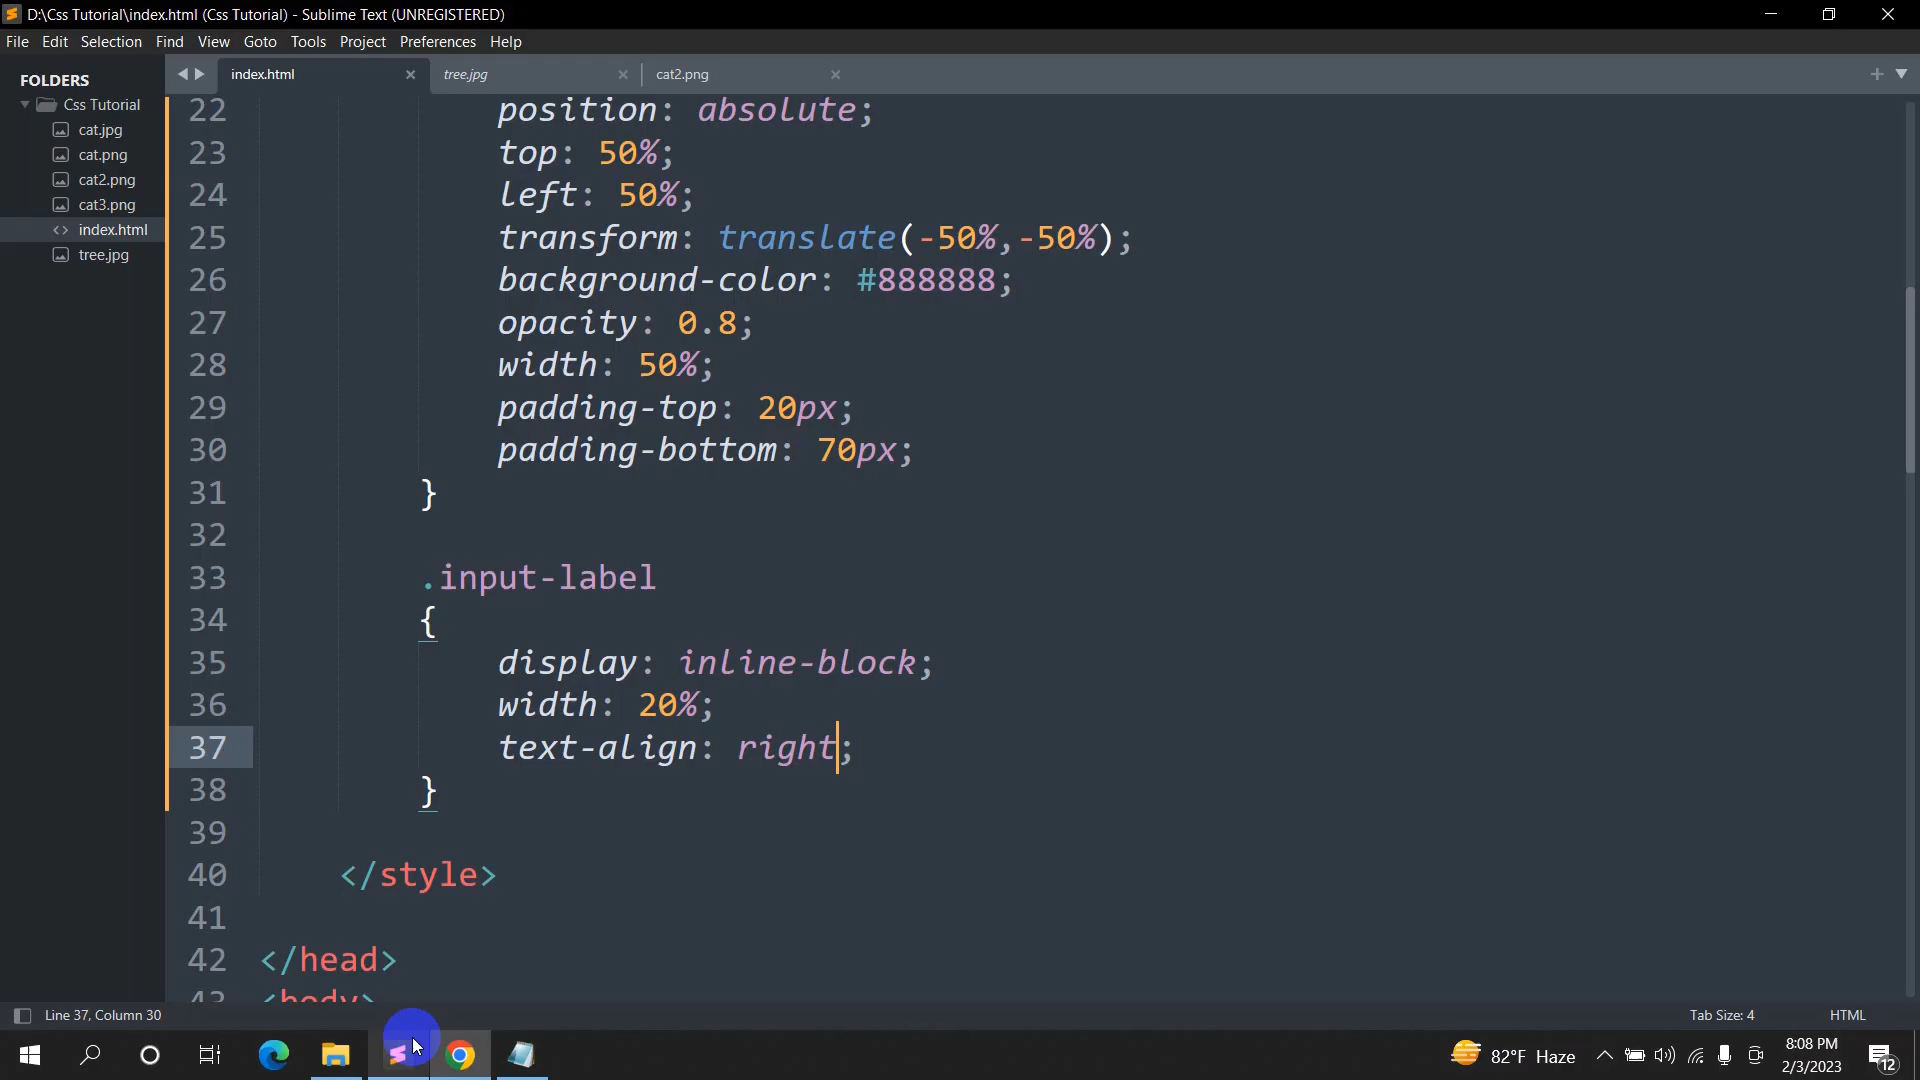 D:\Css Tutorial\index.html (Css Tutorial) - Sublime Text (UNREGISTERED)
File Edit Selection Find View Goto Tools Project Preferences Help
FOLDERS
Css Tutorial
cat.jpg
cat.png
cat2.png
cat3.png
index.html
tree.jpg
index.html tree.jpg cat2.png
22 position: absolute;
23 top: 50%;
24 left: 50%;
25 transform: translate(-50%,-50%);
26 background-color: #888888;
27 opacity: 0.8;
28 width: 50%;
29 padding-top: 20px;
30 padding-bottom: 70px;
31 }
32
33 .input-label
34 {
35 display: inline-block;
36 width: 20%;
37 text-align: right;
38 }
39
40 </style>
41
42 </head>
43 <body>
Line 37, Column 30 Tab Size: 4 HTML
82°F Haze
8:08 PM
2/3/2023
12